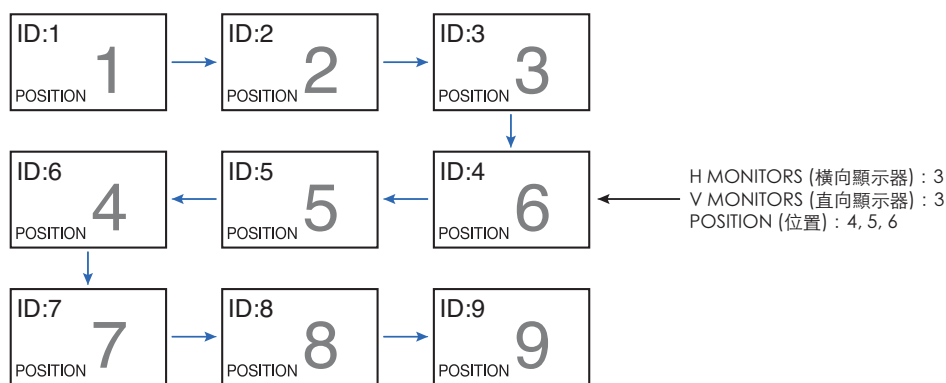 ID:1
POSITION 1
ID:2
POSITION 2
ID:3
POSITION 3
ID:6
POSITION 4
ID:5
POSITION 5
ID:4
POSITION 6
H MONITORS (橫向顯示器)：3
V MONITORS (直向顯示器)：3
POSITION (位置)：4, 5, 6
ID:7
POSITION 7
ID:8
POSITION 8
ID:9
POSITION 9